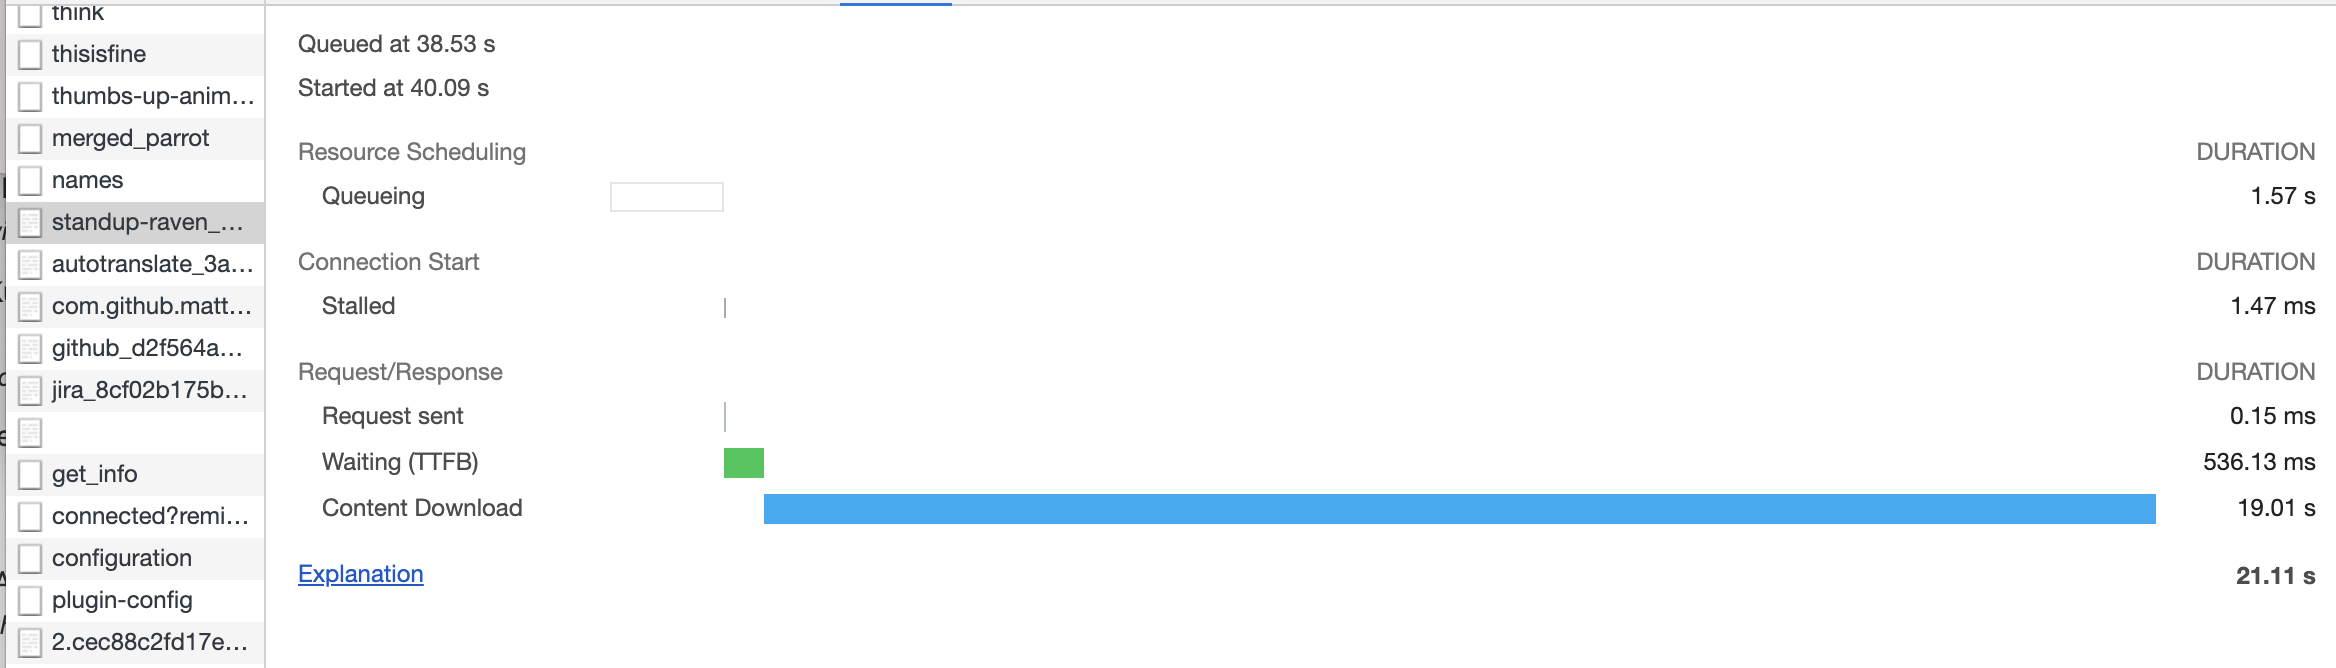 think
thisisfine
thumbs-up-anim...
merged_parrot
names
standup-raven_...
autotranslate_3a...
com.github.matt...
github_d2f564a...
jira_8cf02b175b...
get_info
connected?remi...
configuration
plugin-config
2.cec88c2fd17e...
Queued at 38.53 s
Started at 40.09 s
Resource Scheduling DURATION
Queueing 1.57 s
Connection Start DURATION
Stalled 1.47 ms
Request/Response DURATION
Request sent 0.15 ms
Waiting (TTFB) 536.13 ms
Content Download 19.01 s
Explanation 21.11 s